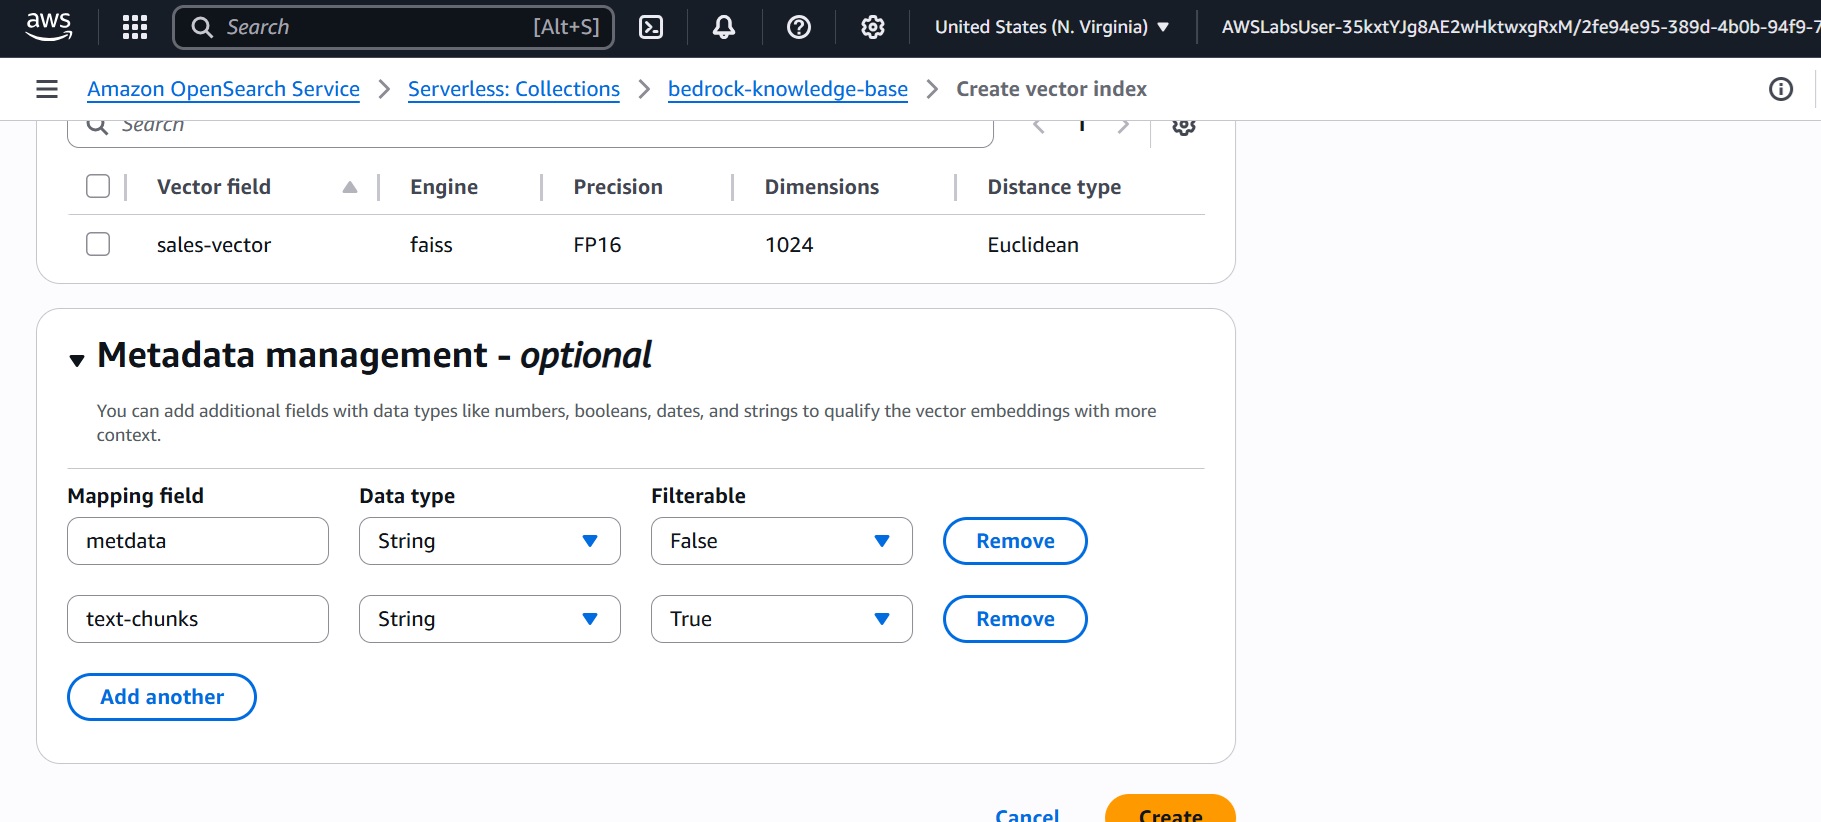 aws
Search [Alt+S] United States (N. Virginia) AWSLabsUser-35kxtYJg8AE2wHktwxgRxM/2fe94e95-389d-4b0b-94f9-7
Amazon OpenSearch Service Serverless: Collections bedrock-knowledge-base Create vector index
Search 1
Vector field Engine Precision Dimensions Distance type
sales-vector faiss FP16 1024 Euclidean
Metadata management - optional
You can add additional fields with data types like numbers, booleans, dates, and strings to qualify the vector embeddings with more
context.
Mapping field Data type Filterable
metdata String False Remove
text-chunks String True Remove
Add another
Cancel Create